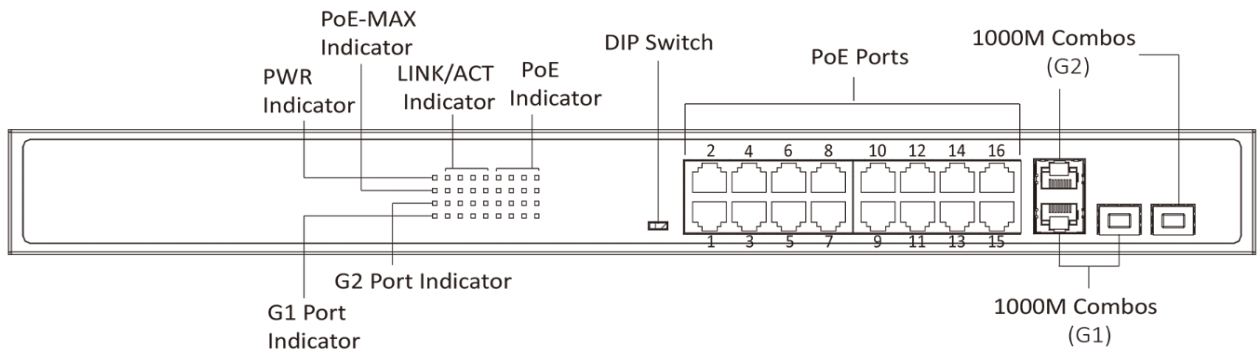 PoE-MAX
Indicator
PWR
Indicator
LINK/ACT
Indicator
PoE
Indicator
DIP Switch
PoE Ports
1000M Combos
(G2)
2 4 6 8 10 12 14 16
1 3 5 7 9 11 13 15
G2 Port Indicator
G1 Port
Indicator
1000M Combos
(G1)